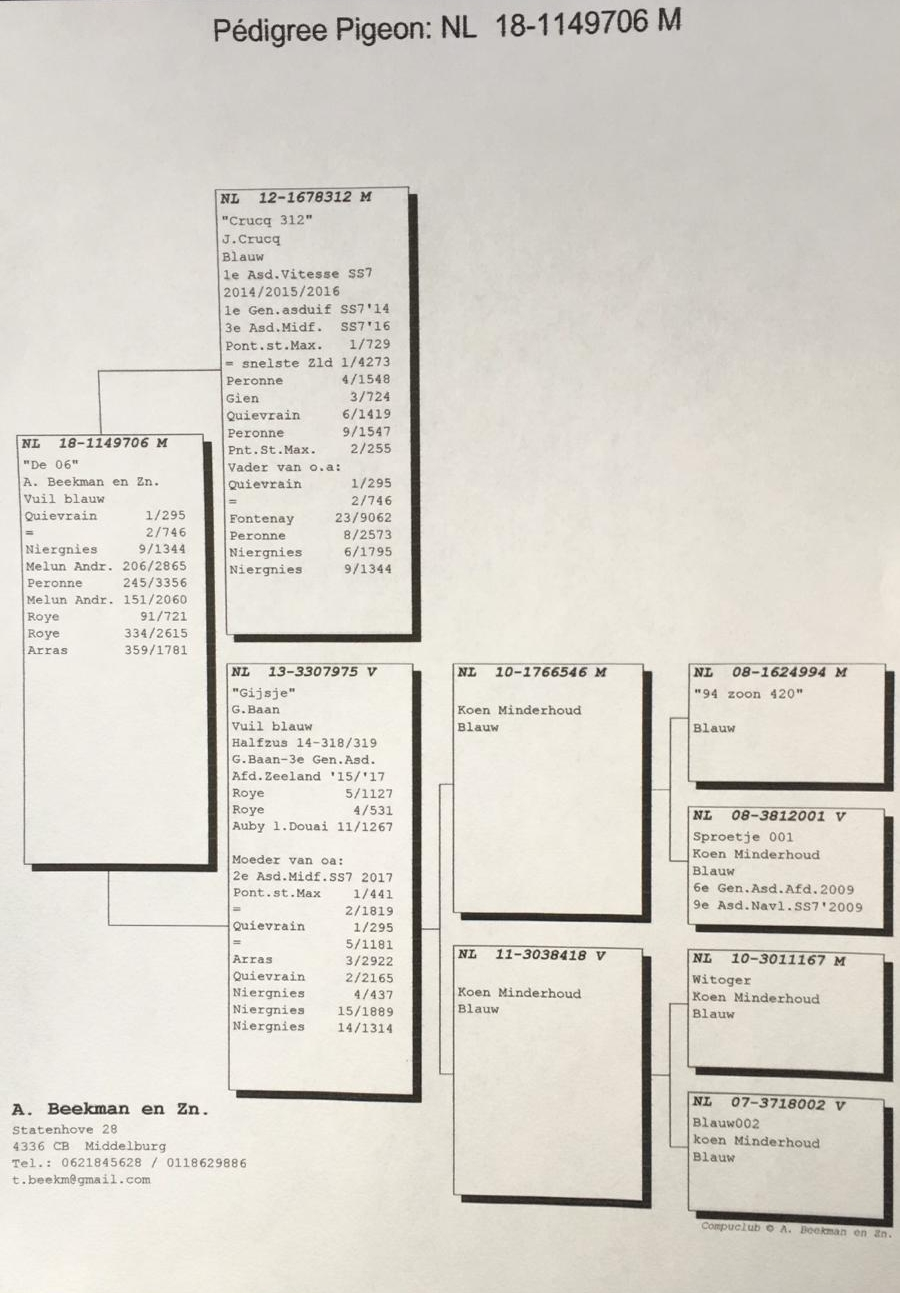 Pédigree Pigeon: NL 18-1149706 M
NL 12-1678312 M
"Crucq 312"
J.Crucq
Blauw
1e Asd.Vitesse SS7
2014/2015/2016
1e Gen.asduif SS7'14
3e Asd.Midf. SS7'16
Pont.st.Max. 1/729
= snelste Zld 1/4273
Peronne 4/1548
Gien 3/724
Quievrain 6/1419
Peronne 9/1547
Pnt.St.Max. 2/255
Vader van o.a:
Quievrain 1/295
= 2/746
Fontenay 23/9062
Peronne 8/2573
Niergnies 6/1795
Niergnies 9/1344
NL 18-1149706 M
"De 06"
A. Beekman en Zn.
Vuil blauw
Quievrain 1/295
= 2/746
Niergnies 9/1344
Melun Andr. 206/2865
Peronne 245/3356
Melun Andr. 151/2060
Roye 91/721
Roye 334/2615
Arras 359/1781
NL 13-3307975 V
"Gijsje"
G.Baan
Vuil blauw
Halfzus 14-318/319
G.Baan-3e Gen.Asd.
Afd.Zeeland '15/'17
Roye 5/1127
Roye 4/531
Auby l.Douai 11/1267
Moeder van oa:
2e Asd.Midf.SS7 2017
Pont.st.Max 1/441
= 2/1819
Quievrain 1/295
= 5/1181
Arras 3/2922
Quievrain 2/2165
Niergnies 4/437
Niergnies 15/1889
Niergnies 14/1314
NL 10-1766546 M
Koen Minderhoud
Blauw
NL 11-3038418 V
Koen Minderhoud
Blauw
NL 08-1624994 M
"94 zoon 420"
Blauw
NL 08-3812001 V
Sproetje 001
Koen Minderhoud
Blauw
6e Gen.Asd.Afd.2009
9e Asd.Navl.SS7'2009
NL 10-3011167 M
Witoger
Koen Minderhoud
Blauw
NL 07-3718002 V
Blauw002
koen Minderhoud
Blauw
A. Beekman en Zn.
Statenhove 28
4336 CB Middelburg
Tel.: 0621845628 / 0118629886
t.beekm@gmail.com
Compuclub © A. Beekman en Zn.